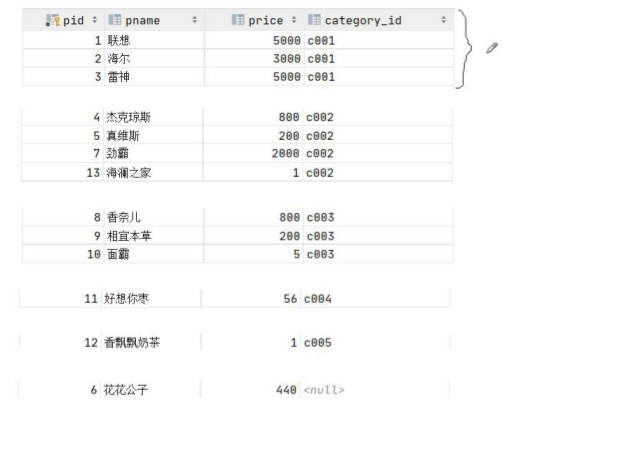 pid pname price category_id
1 联想 5000 c001
2 海尔 3000 c001
3 雷神 5000 c001
4 杰克琼斯 800 c002
5 真维斯 200 c002
7 劲霸 2000 c002
13 海澜之家 1 c002
8 香奈儿 800 c003
9 相宜本草 200 c003
10 面霸 5 c003
11 好想你枣 56 c004
12 香飘飘奶茶 1 c005
6 花花公子 440 <null>